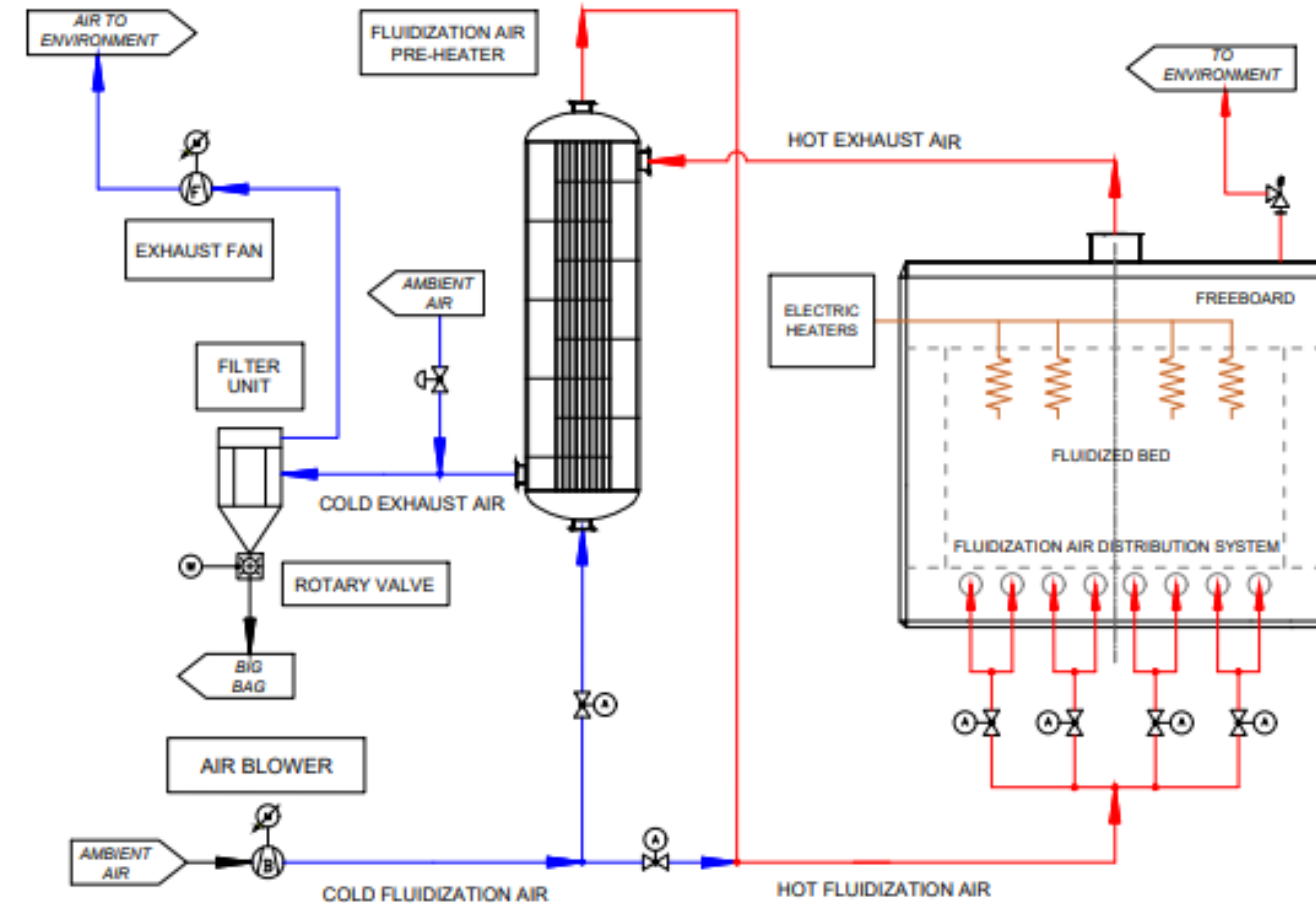 AIR TO
ENVIRONMENT
FLUIDIZATION AIR
PRE-HEATER
TO
ENVIRONMENT
HOT EXHAUST AIR
F
EXHAUST FAN
AMBIENT
AIR
ELECTRIC
HEATERS
FREEBOARD
FILTER
UNIT
FLUIDIZED BED
COLD EXHAUST AIR
FLUIDIZATION AIR DISTRIBUTION SYSTEM
M
ROTARY VALVE
BIG
BAG
A
A
A
A
A
AIR BLOWER
A
AMBIENT
AIR
B
COLD FLUIDIZATION AIR
HOT FLUIDIZATION AIR